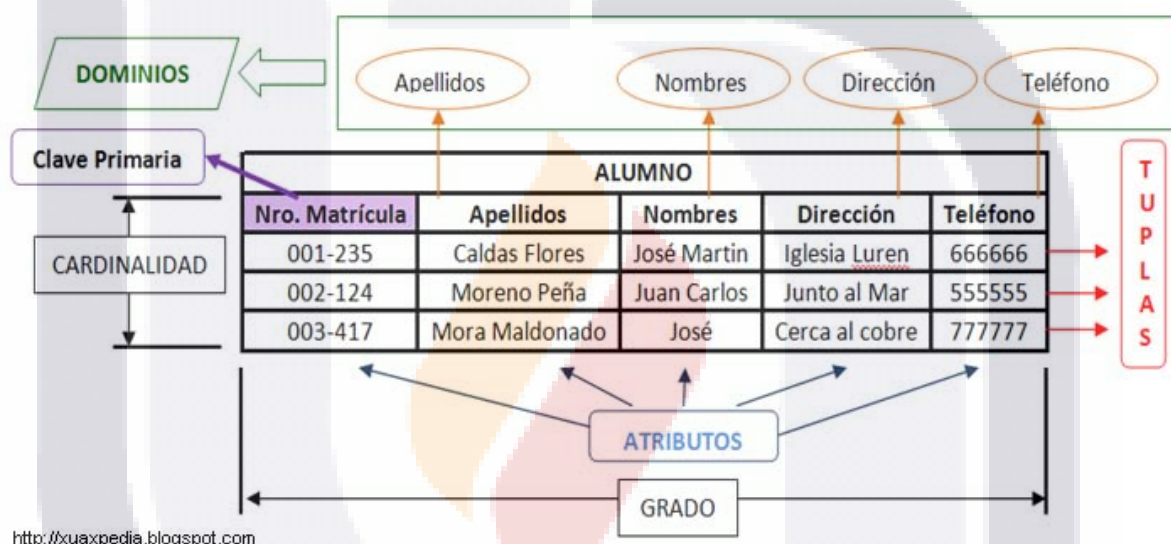 DOMINIOS
Apellidos Nombres Dirección Teléfono
Clave Primaria
ALUMNO
Nro. Matrícula Apellidos Nombres Dirección Teléfono
001-235 Caldas Flores José Martin Iglesia Luren 666666
002-124 Moreno Peña Juan Carlos Junto al Mar 555555
003-417 Mora Maldonado José Cerca al cobre 777777
CARDINALIDAD
TUPLAS
ATRIBUTOS
GRADO
http://xuaxpedia.blogspot.com